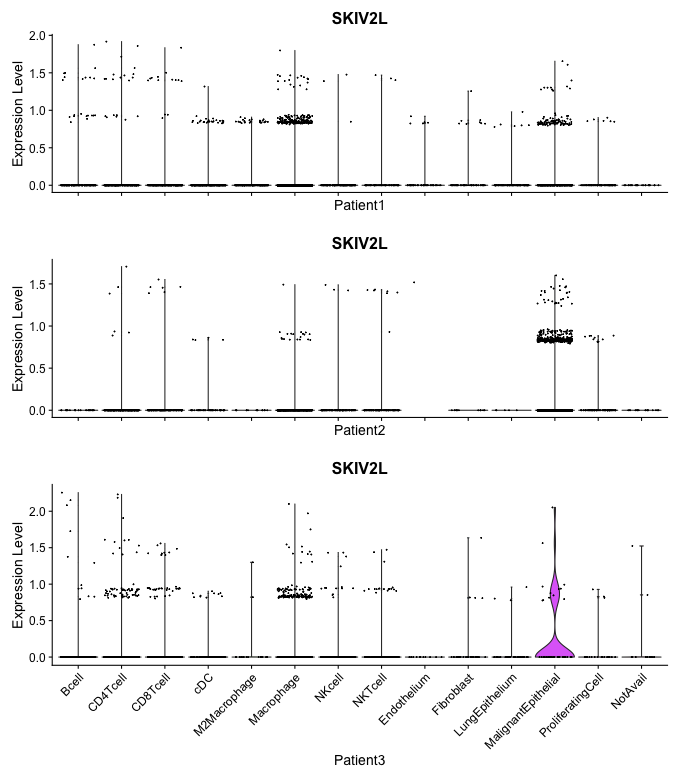 SKIV2L
Expression Level
2.0
1.5
1.0
0.5
0.0
Patient1
SKIV2L
Expression Level
1.5
1.0
0.5
0.0
Patient2
SKIV2L
Expression Level
2.0
1.5
1.0
0.5
0.0
Bcell
CD4Tcell
CD8Tcell
cDC
M2Macrophage
Macrophage
NKcell
NKTcell
Endothelium
Fibroblast
LungEpithelium
MalignantEpithelial
ProliferatingCell
NotAvail
Patient3